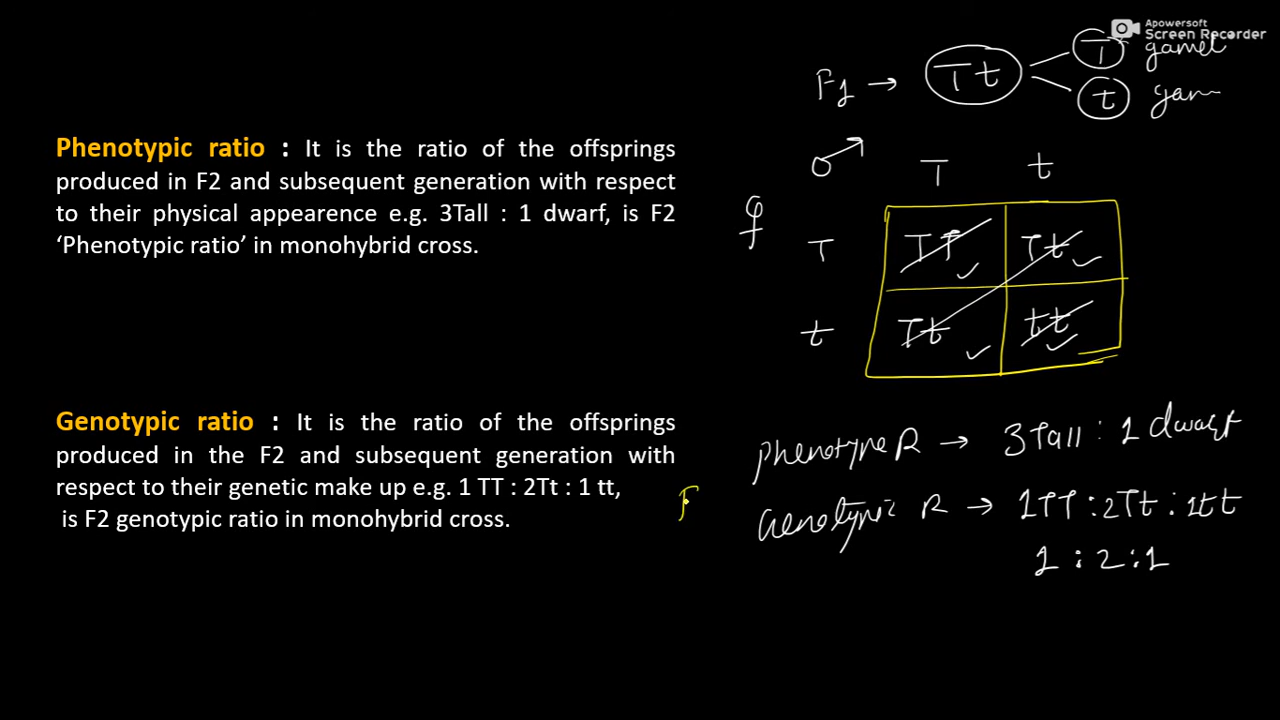 Apowersoft
Screen Recorder
F1 → Tt T gamet
t gam
Phenotypic ratio : It is the ratio of the offsprings
produced in F2 and subsequent generation with respect
to their physical appearence e.g. 3Tall : 1 dwarf, is F2
‘Phenotypic ratio’ in monohybrid cross.
♂ T t
♀
T TT Tt
t Tt tt
Genotypic ratio : It is the ratio of the offsprings
produced in the F2 and subsequent generation with
respect to their genetic make up e.g. 1 TT : 2Tt : 1 tt,
is F2 genotypic ratio in monohybrid cross.
F
Phenotype R → 3Tall : 1 dwarf
Genotypic R → 1TT : 2Tt : 1tt
1 : 2 : 1